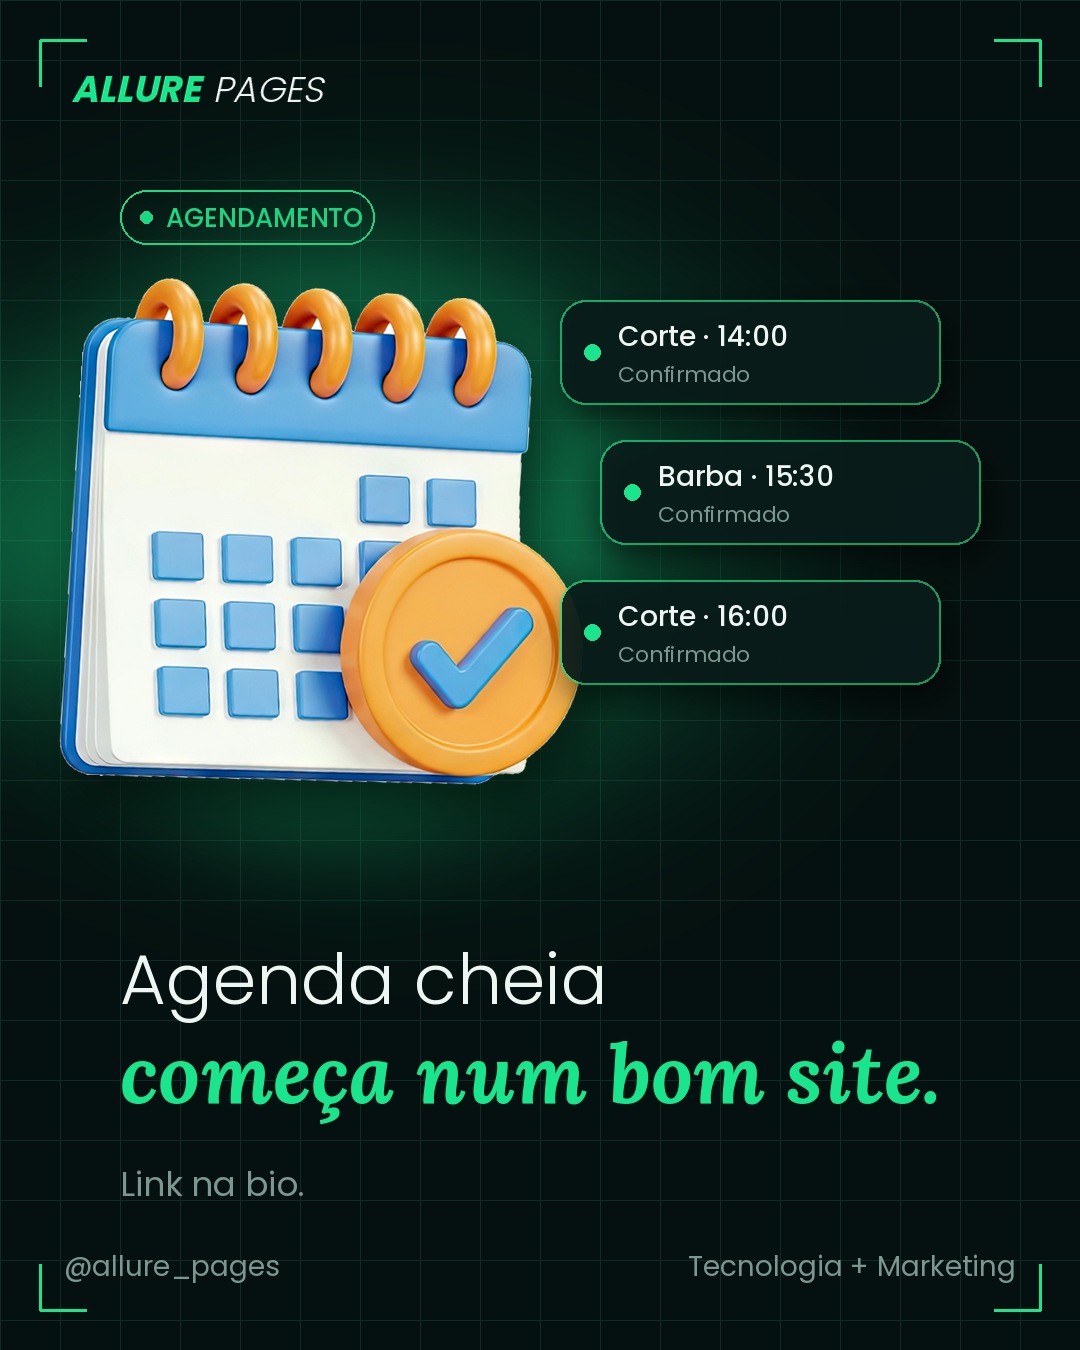 ALLURE PAGES
AGENDAMENTO
Corte · 14:00
Confirmado
Barba · 15:30
Confirmado
Corte · 16:00
Confirmado
Agenda cheia
começa num bom site.
Link na bio.
@allure_pages
Tecnologia + Marketing